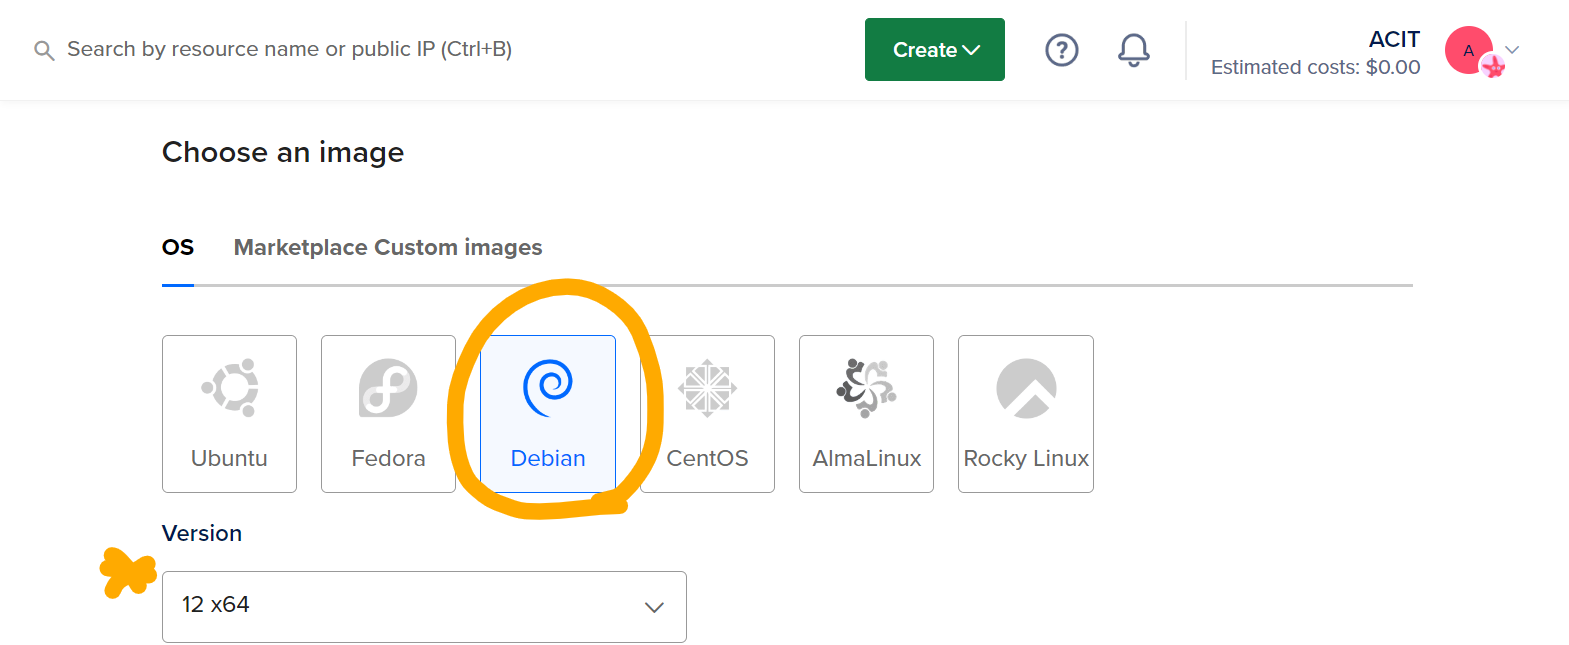 Search by resource name or public IP (Ctrl+B)
Create
?
ACIT
Estimated costs: $0.00
A
Choose an image
OS
Marketplace Custom images
Ubuntu
Fedora
Debian
CentOS
AlmaLinux
Rocky Linux
Version
12 x64